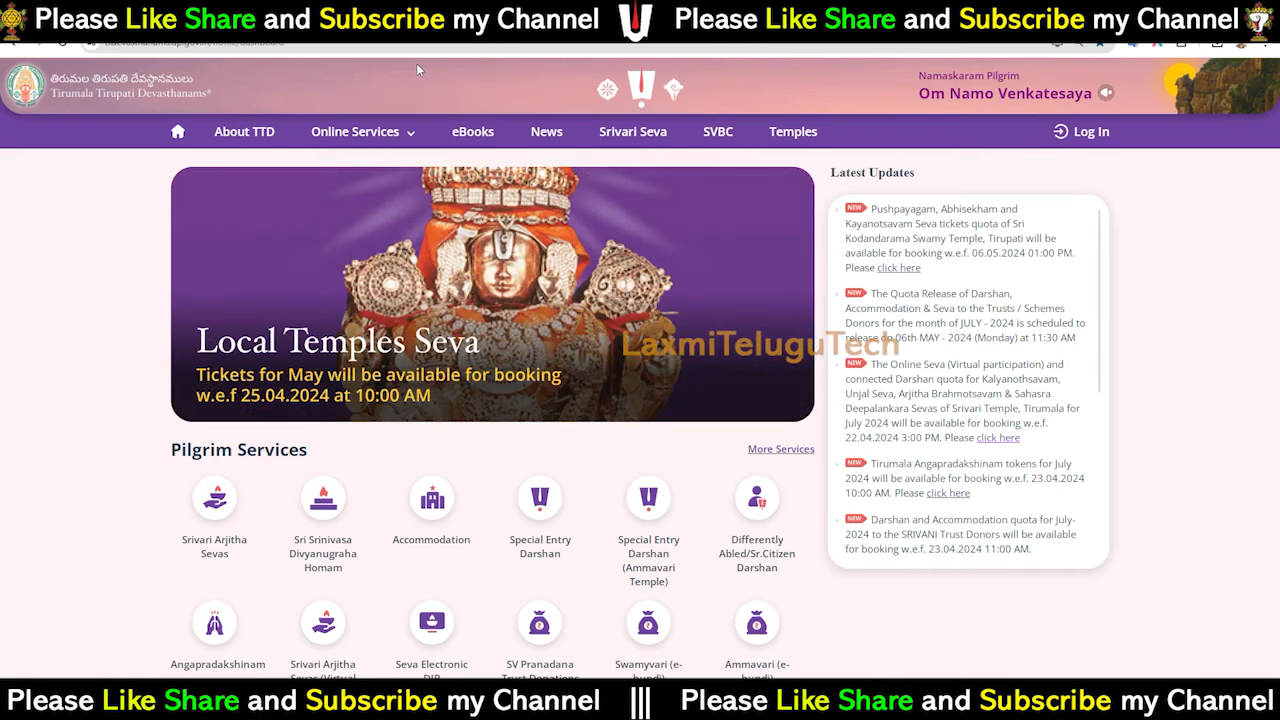 Please Like Share and Subscribe my Channel
Please Like Share and Subscribe my Channel
తిరుమల తిరుపతి దేవస్థానములు
Tirumala Tirupati Devasthanams®
Namaskaram Pilgrim
Om Namo Venkatesaya
About TTD
Online Services
eBooks
News
Srivari Seva
SVBC
Temples
Log In
Local Temples Seva
Tickets for May will be available for booking
w.e.f 25.04.2024 at 10:00 AM
LaxmiTeluguTech
Latest Updates
NEW Pushpayagam, Abhisekham and
Kayanotsavam Seva tickets quota of Sri
Kodandarama Swamy Temple, Tirupati will be
available for booking w.e.f. 06.05.2024 01:00 PM.
Please click here
NEW The Quota Release of Darshan,
Accommodation & Seva to the Trusts / Schemes
Donors for the month of JULY - 2024 is scheduled to
release on 06th MAY - 2024 (Monday) at 11:30 AM
NEW The Online Seva (Virtual participation) and
connected Darshan quota for Kalyanothsavam,
Unjal Seva, Arjitha Brahmotsavam & Sahasra
Deepalankara Sevas of Srivari Temple, Tirumala for
July 2024 will be available for booking w.e.f.
22.04.2024 3:00 PM. Please click here
NEW Tirumala Angapradakshinam tokens for July
2024 will be available for booking w.e.f. 23.04.2024
10:00 AM. Please click here
NEW Darshan and Accommodation quota for July-
2024 to the SRIVANI Trust Donors will be available
for booking w.e.f. 23.04.2024 11:00 AM.
Pilgrim Services
More Services
Srivari Arjitha
Sevas
Sri Srinivasa
Divyanugraha
Homam
Accommodation
Special Entry
Darshan
Special Entry
Darshan
(Ammavari
Temple)
Differently
Abled/Sr.Citizen
Darshan
Angapradakshinam
Srivari Arjitha
Sevas (Virtual
Seva Electronic
DIP
SV Pranadana
Trust Donations
Swamyvari (e-
hundi)
Ammavari (e-
hundi)
Please Like Share and Subscribe my Channel
Please Like Share and Subscribe my Channel